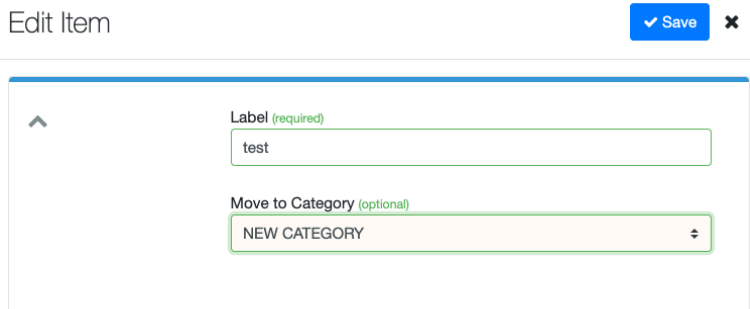 Edit Item
Save
Label (required)
test
Move to Category (optional)
NEW CATEGORY